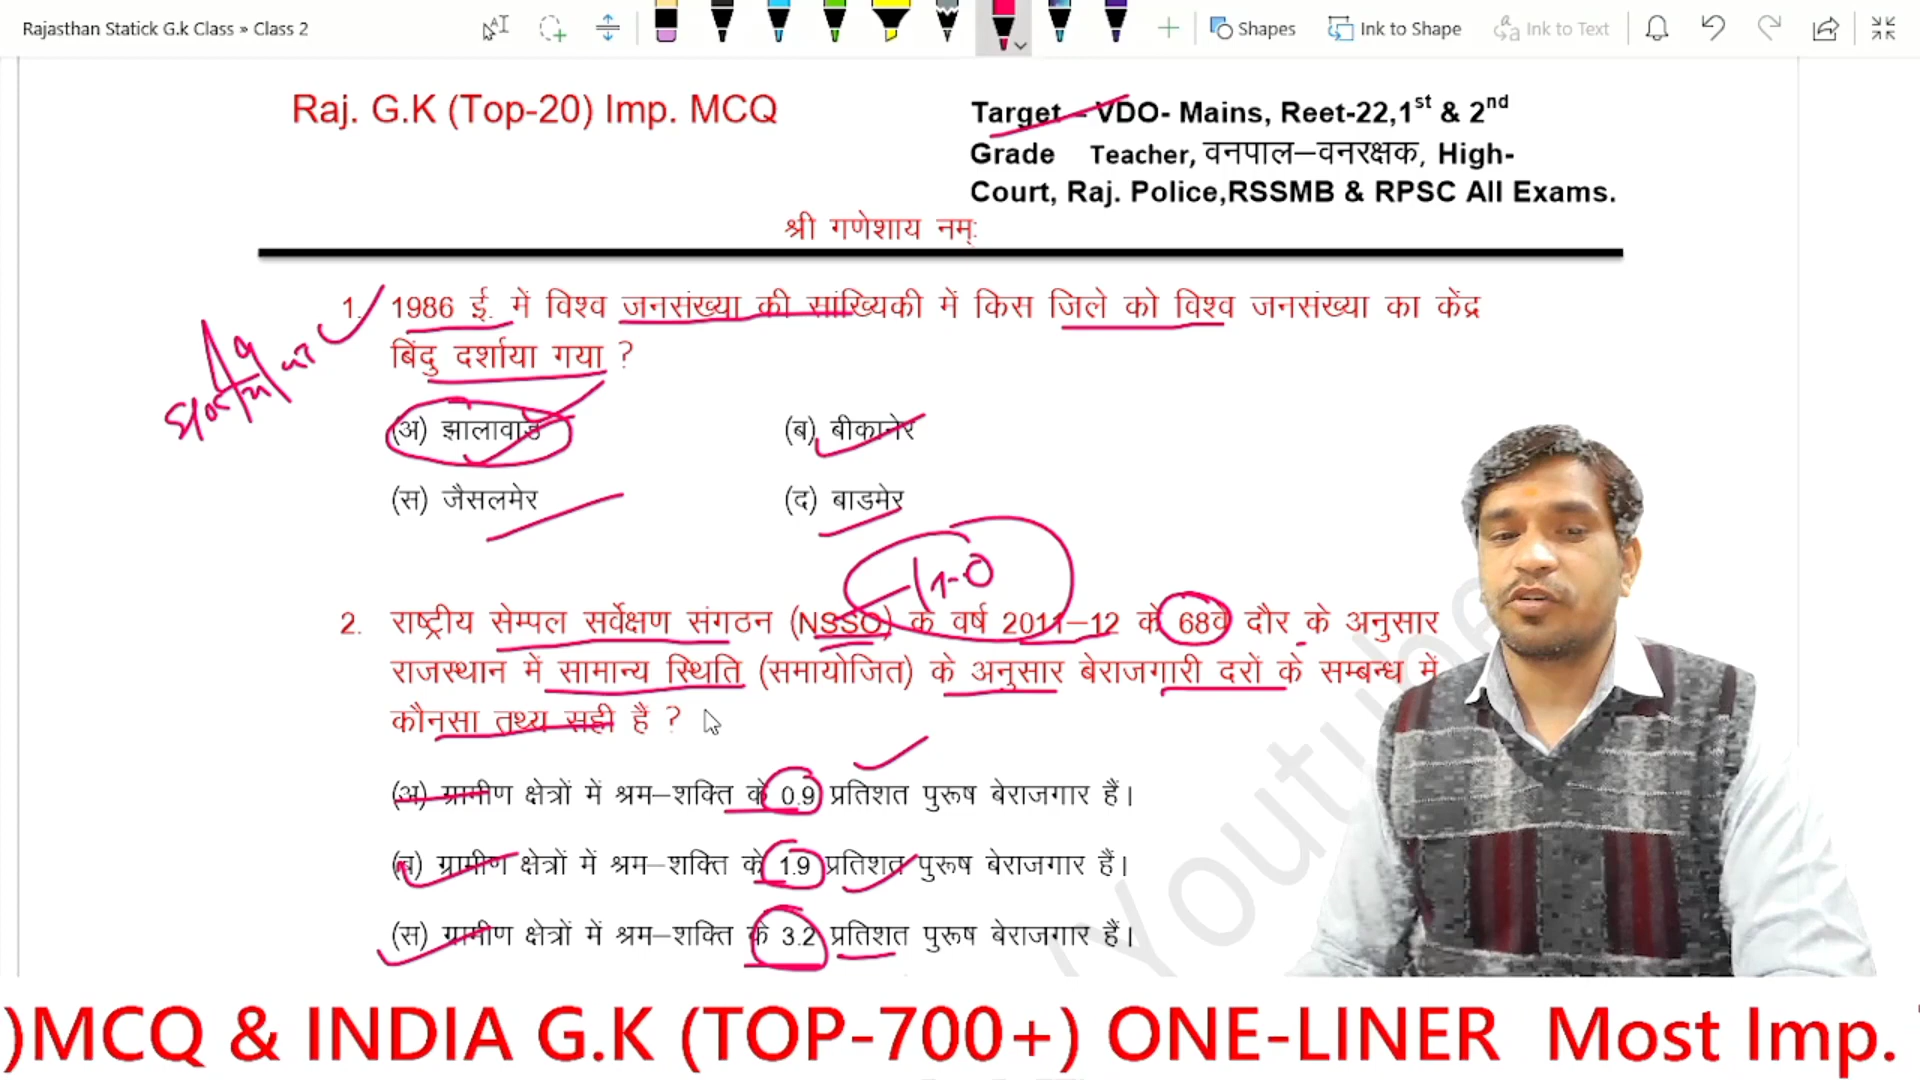 Rajasthan Statick G.k Class » Class 2
Shapes Ink to Shape Ink to Text
Raj. G.K (Top-20) Imp. MCQ
Target – VDO- Mains, Reet-22,1st & 2nd
Grade Teacher, वनपाल–वनरक्षक, High-
Court, Raj. Police,RSSMB & RPSC All Exams.
श्री गणेशाय नम्:
1. 1986 ई. में विश्व जनसंख्या की सांख्यिकी में किस जिले को विश्व जनसंख्या का केंद्र
बिंदु दर्शाया गया ?
(अ) झालावाड (ब) बीकानेर
(स) जैसलमेर (द) बाडमेर
2. राष्ट्रीय सेम्पल सर्वेक्षण संगठन (NSSO) के वर्ष 2011–12 के 68वें दौर के अनुसार
राजस्थान में सामान्य स्थिति (समायोजित) के अनुसार बेराजगारी दरों के सम्बन्ध में
कौनसा तथ्य सही हैं ?
(अ) ग्रामीण क्षेत्रों में श्रम–शक्ति के 0.9 प्रतिशत पुरूष बेराजगार हैं।
(ब) ग्रामीण क्षेत्रों में श्रम–शक्ति के 1.9 प्रतिशत पुरूष बेराजगार हैं।
(स) ग्रामीण क्षेत्रों में श्रम–शक्ति के 3.2 प्रतिशत पुरूष बेराजगार हैं।
/Youtube
)MCQ & INDIA G.K (TOP-700+) ONE-LINER Most Imp.